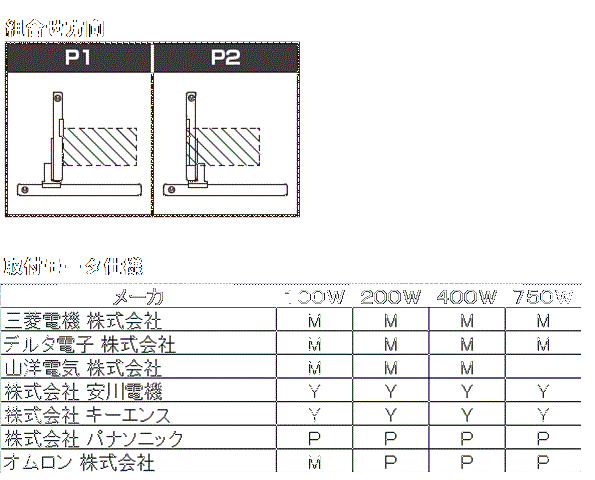 組合せ方向
P1 P2
取付モータ仕様
メーカ 100W 200W 400W 750W
三菱電機 株式会社 M M M M
デルタ電子 株式会社 M M M M
山洋電気 株式会社 M M M
株式会社 安川電機 Y Y Y Y
株式会社 キーエンス Y Y Y Y
株式会社 パナソニック P P P P
オムロン 株式会社 M P P P